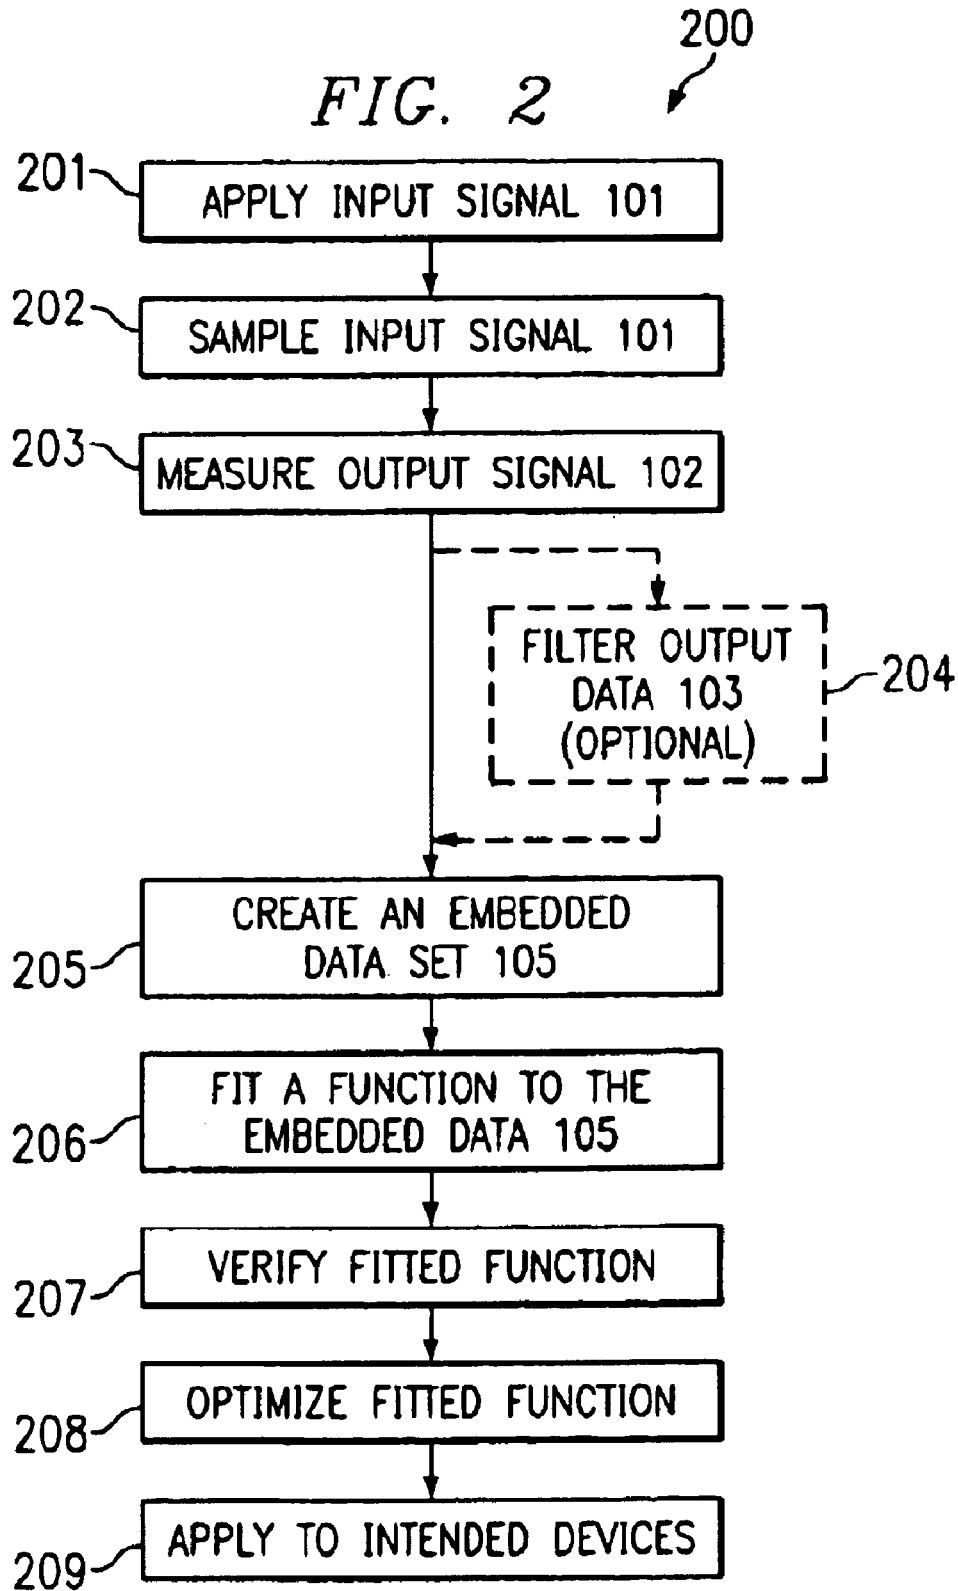 200
FIG. 2
201
APPLY INPUT SIGNAL 101
202
SAMPLE INPUT SIGNAL 101
203
MEASURE OUTPUT SIGNAL 102
FILTER OUTPUT
DATA 103
(OPTIONAL)
204
CREATE AN EMBEDDED
DATA SET 105
205
FIT A FUNCTION TO THE
EMBEDDED DATA 105
206
VERIFY FITTED FUNCTION
207
OPTIMIZE FITTED FUNCTION
208
APPLY TO INTENDED DEVICES
209